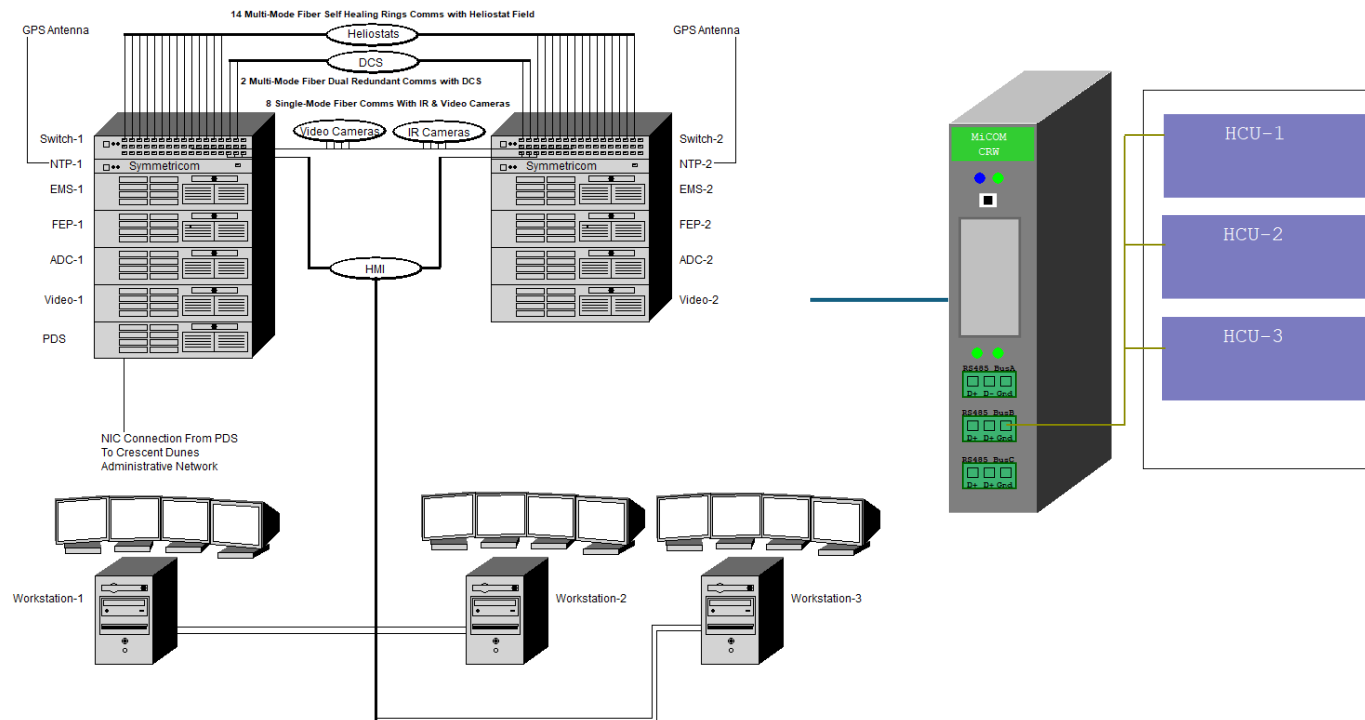 14 Multi-Mode Fiber Self Healing Rings Comms with Heliostat Field
GPS Antenna
GPS Antenna
Heliostats
DCS
2 Multi-Mode Fiber Dual Redundant Comms with DCS
8 Single-Mode Fiber Comms With IR & Video Cameras
Video Cameras
IR Cameras
Switch-1
Switch-2
NTP-1
Symmetricom
Symmetricom
NTP-2
EMS-1
EMS-2
FEP-1
FEP-2
ADC-1
ADC-2
HMI
Video-1
Video-2
PDS
NIC Connection From PDS
To Crescent Dunes
Administrative Network
Workstation-1
Workstation-2
Workstation-3
MiCOM
CRW
RS485 BusA
D+ D- Gnd
RS485 BusB
D+ D+ Gnd
RS485 BusC
D+ D+ Gnd
HCU-1
HCU-2
HCU-3